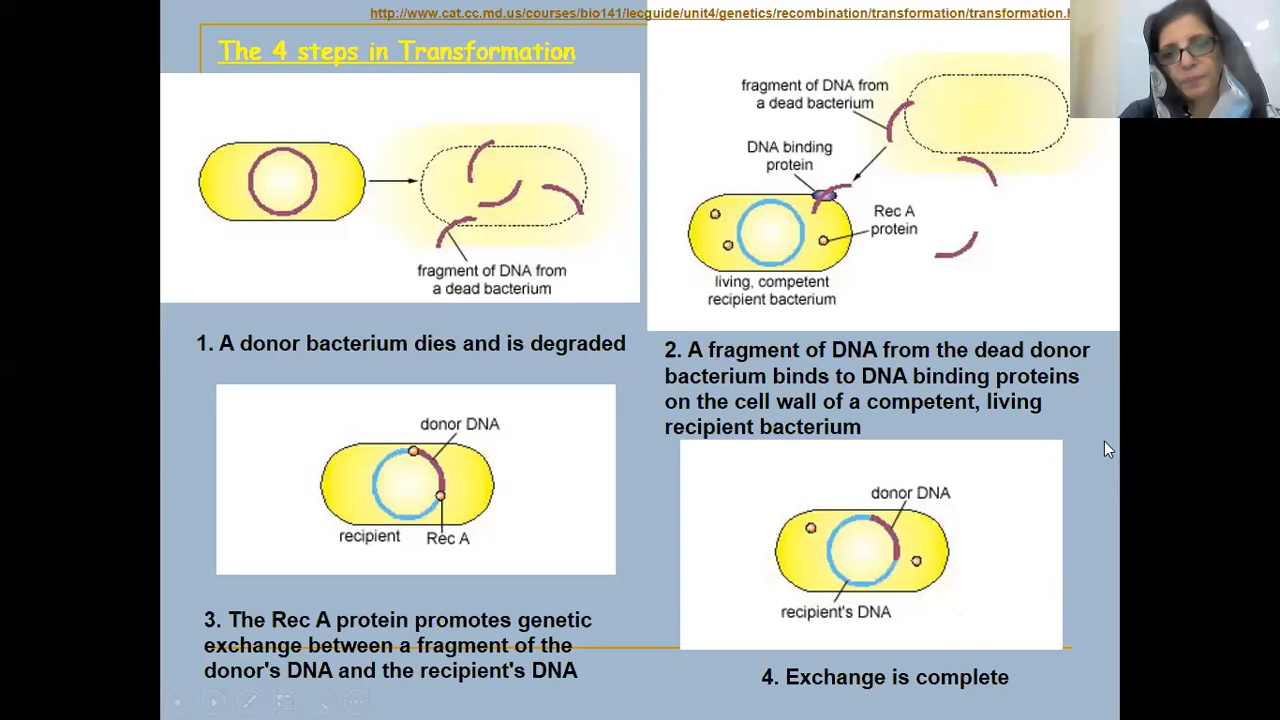 http://www.cat.cc.md.us/courses/bio141/lecguide/unit4/genetics/recombination/transformation/transformation.h
The 4 steps in Transformation
fragment of DNA from
a dead bacterium
1. A donor bacterium dies and is degraded
fragment of DNA from
a dead bacterium
DNA binding
protein
Rec A
protein
living, competent
recipient bacterium
2. A fragment of DNA from the dead donor
bacterium binds to DNA binding proteins
on the cell wall of a competent, living
recipient bacterium
donor DNA
recipient
Rec A
3. The Rec A protein promotes genetic
exchange between a fragment of the
donor's DNA and the recipient's DNA
donor DNA
recipient's DNA
4. Exchange is complete